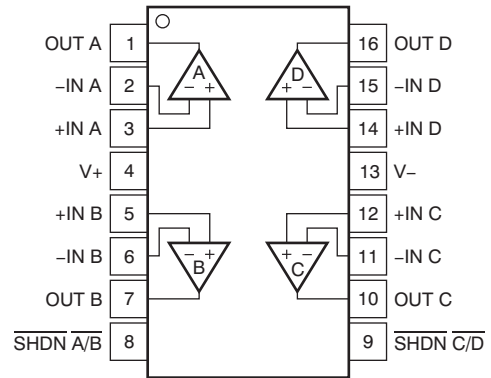 OUT A 1 16 OUT D
A D
−IN A 2 − + + − 15 −IN D
+IN A 3 14 +IN D
V+ 4 13 V−
+IN B 5 12 +IN C
−IN B 6 − + + − 11 −IN C
B C
OUT B 7 10 OUT C
SHDN A/B 8 9 SHDN C/D